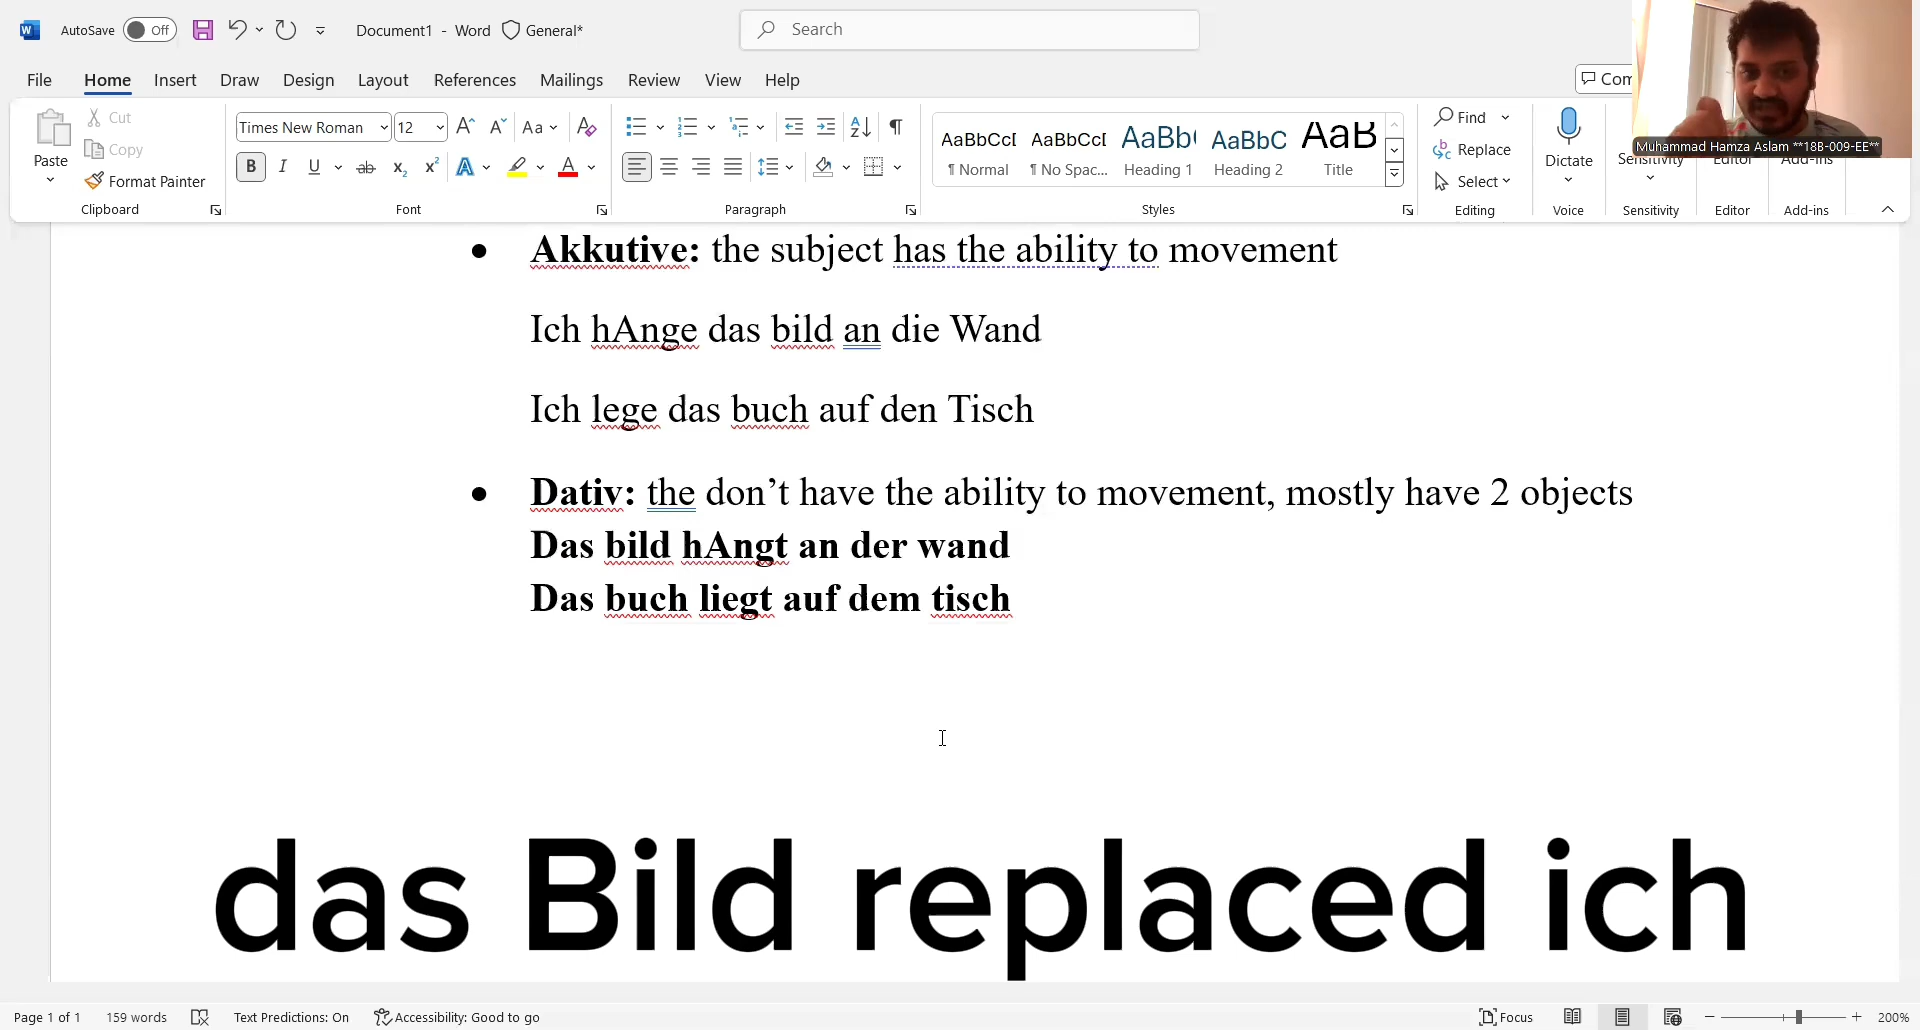 AutoSave Off Document1 - Word General* Search
File Home Insert Draw Design Layout References Mailings Review View Help
Paste Cut Copy Format Painter Clipboard
Times New Roman 12 Font
Paragraph
AaBbCcI AaBbCcI AaBb( AaBbC AaB
¶ Normal ¶ No Spac... Heading 1 Heading 2 Title
Styles
Find Replace Select Editing
Dictate Voice
Sensitivity Sensitivity
Editor Editor
Add-ins Add-ins
Muhammad Hamza Aslam **18B-009-EE**
• Akkutive: the subject has the ability to movement
Ich hAnge das bild an die Wand
Ich lege das buch auf den Tisch
• Dativ: the don’t have the ability to movement, mostly have 2 objects
Das bild hAngt an der wand
Das buch liegt auf dem tisch
das Bild replaced ich
Page 1 of 1 159 words Text Predictions: On Accessibility: Good to go Focus 200%